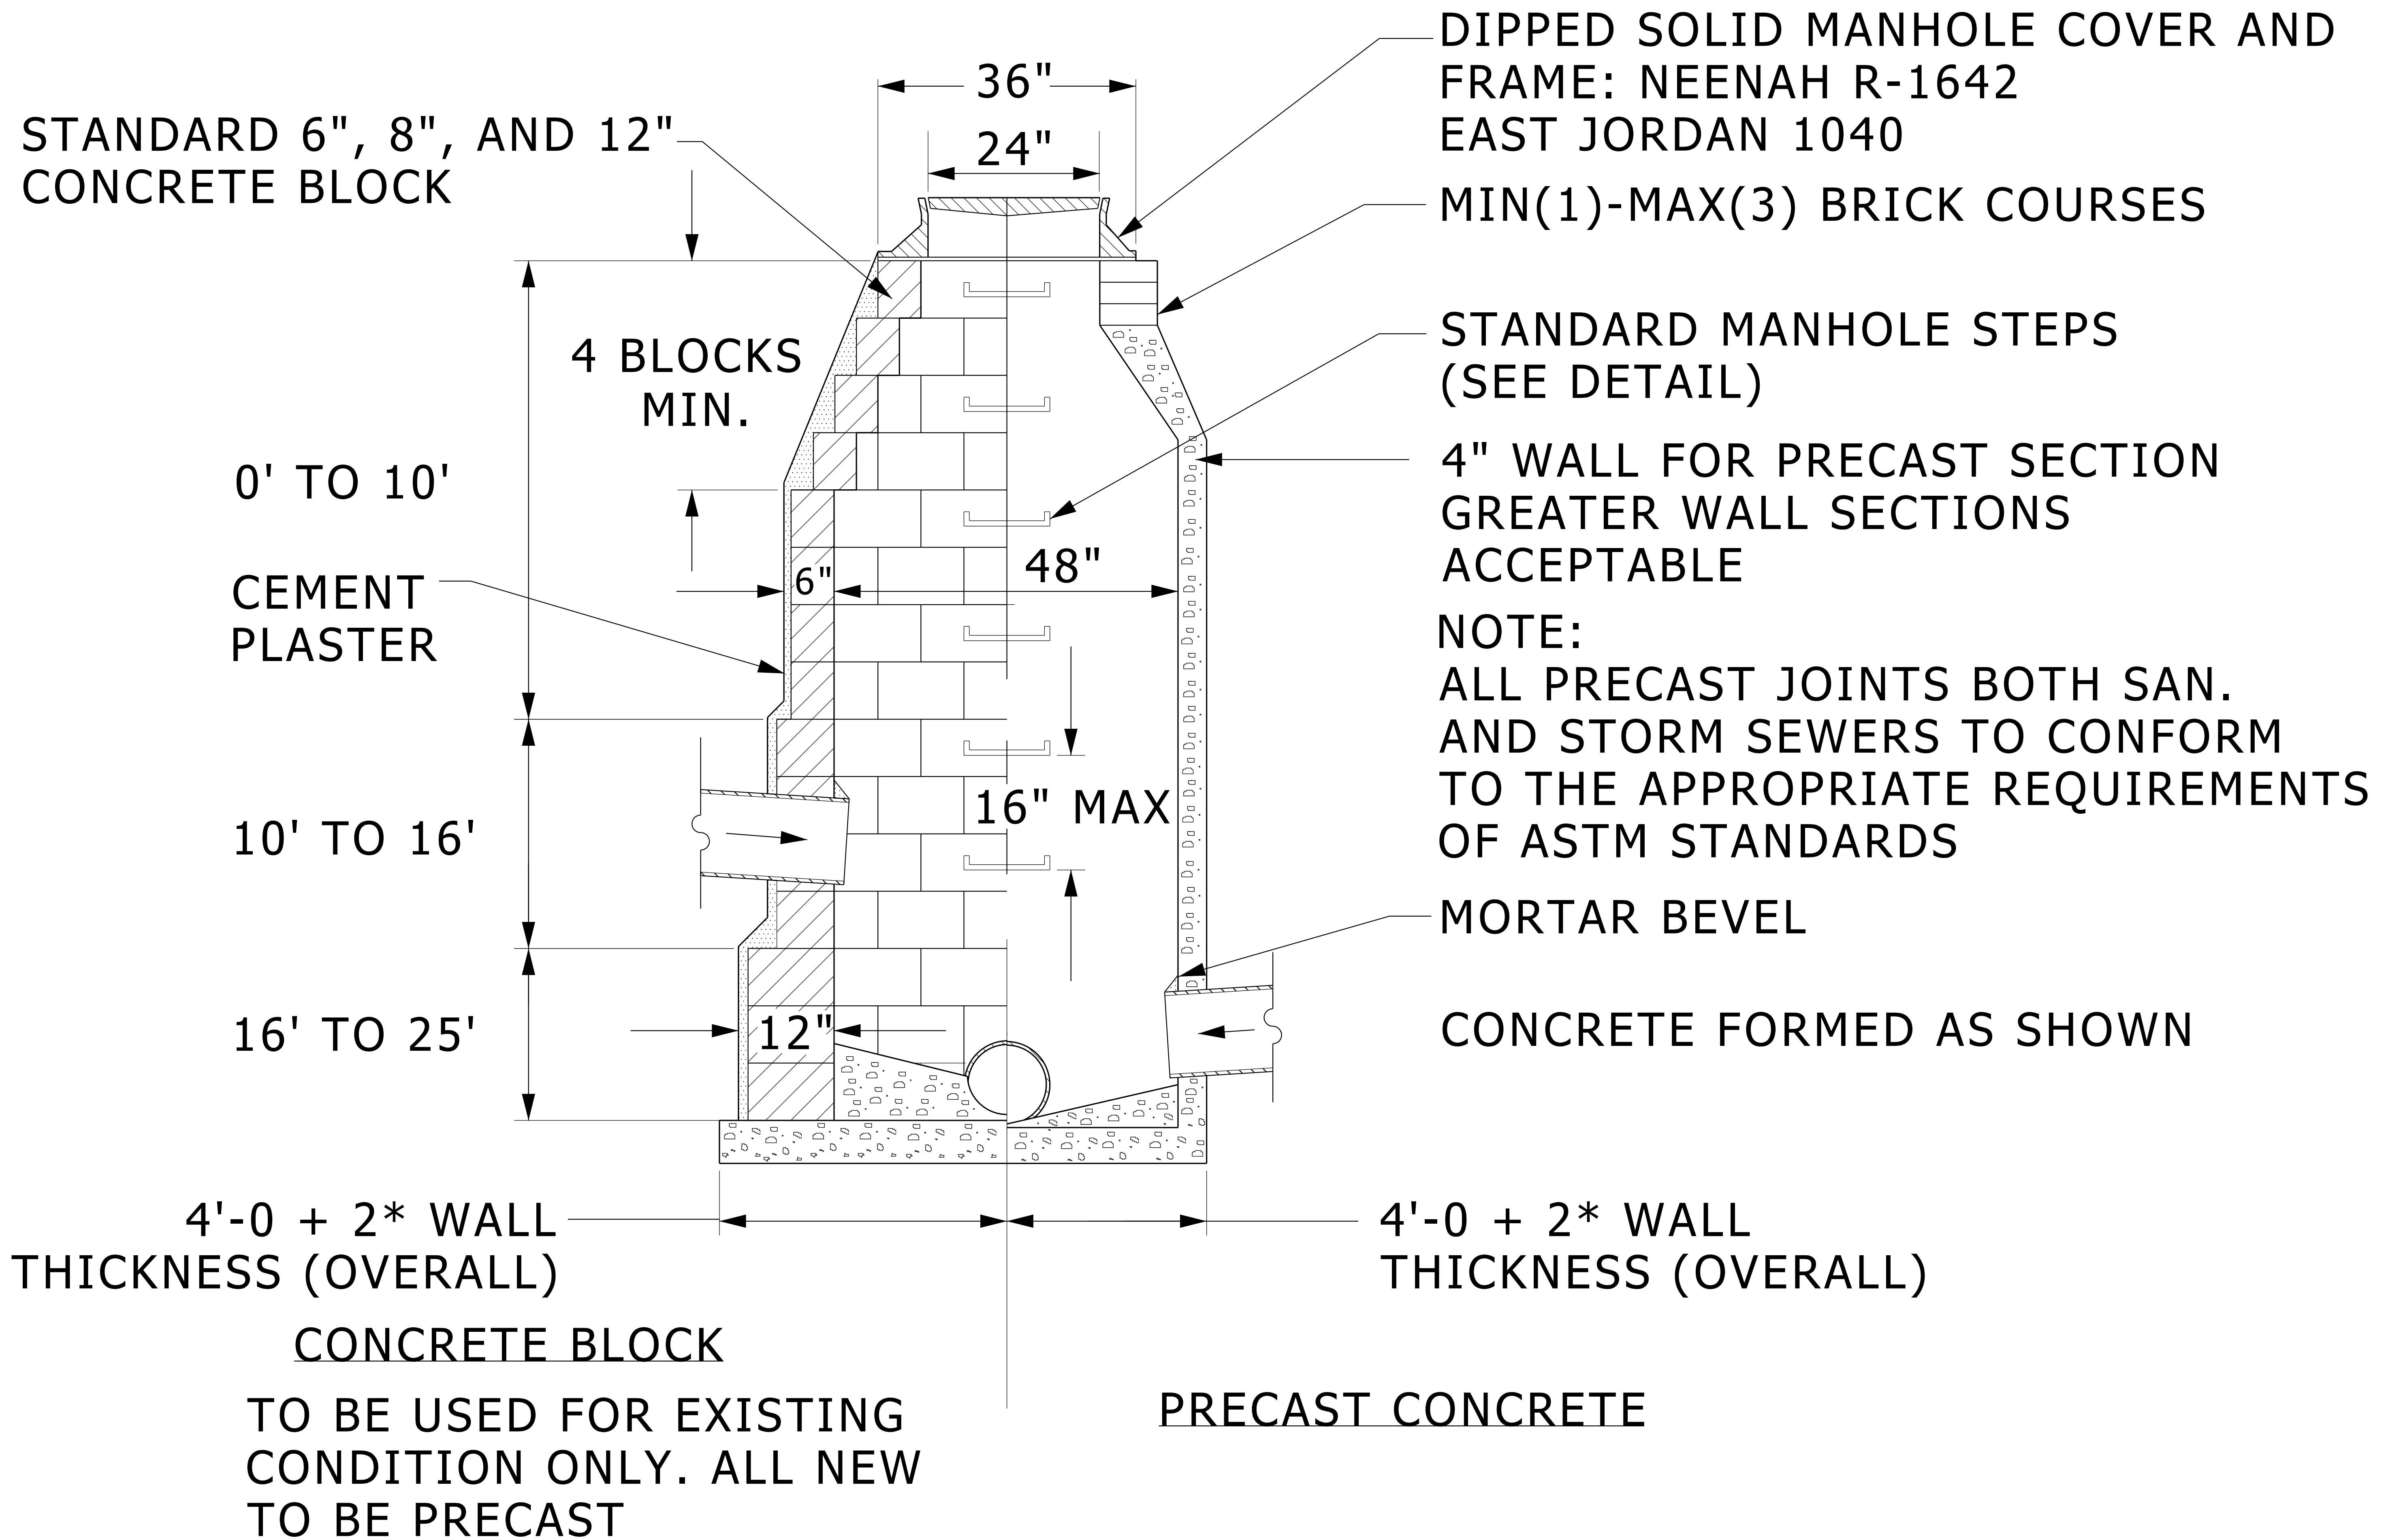 36"
24"
STANDARD 6", 8", AND 12"
CONCRETE BLOCK
4 BLOCKS
MIN.
0' TO 10'
CEMENT
PLASTER
6"
48"
10' TO 16'
16" MAX
16' TO 25'
12"
DIPPED SOLID MANHOLE COVER AND
FRAME: NEENAH R-1642
EAST JORDAN 1040
MIN(1)-MAX(3) BRICK COURSES
STANDARD MANHOLE STEPS
(SEE DETAIL)
4" WALL FOR PRECAST SECTION
GREATER WALL SECTIONS
ACCEPTABLE
NOTE:
ALL PRECAST JOINTS BOTH SAN.
AND STORM SEWERS TO CONFORM
TO THE APPROPRIATE REQUIREMENTS
OF ASTM STANDARDS
MORTAR BEVEL
CONCRETE FORMED AS SHOWN
4'-0 + 2* WALL
THICKNESS (OVERALL)
4'-0 + 2* WALL
THICKNESS (OVERALL)
CONCRETE BLOCK
TO BE USED FOR EXISTING
CONDITION ONLY. ALL NEW
TO BE PRECAST
PRECAST CONCRETE